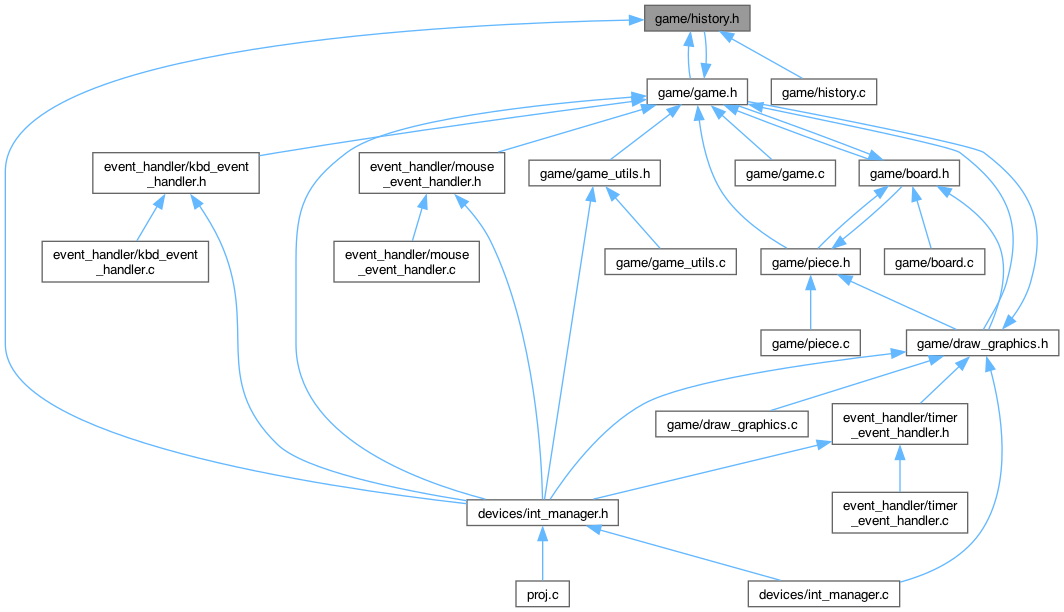 game/history.h
game/game.h
game/history.c
event_handler/kbd_event
_handler.h
event_handler/mouse
_event_handler.h
game/game_utils.h
game/game.c
game/board.h
event_handler/kbd_event
_handler.c
event_handler/mouse
_event_handler.c
game/game_utils.c
game/piece.h
game/board.c
game/piece.c
game/draw_graphics.h
game/draw_graphics.c
event_handler/timer
_event_handler.h
devices/int_manager.h
event_handler/timer
_event_handler.c
proj.c
devices/int_manager.c